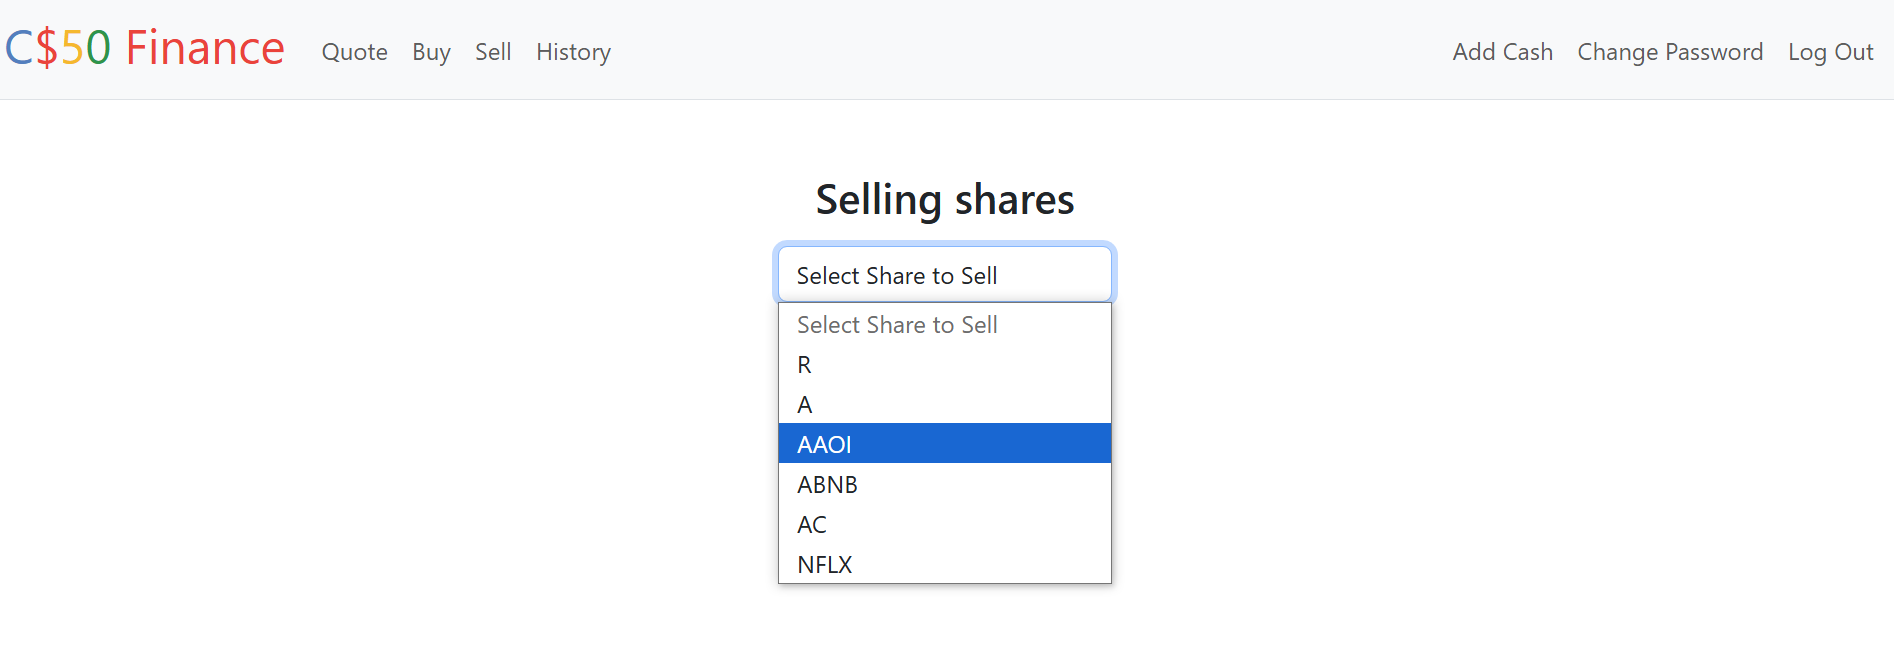 C$50 Finance Quote Buy Sell History Add Cash Change Password Log Out
Selling shares
Select Share to Sell
Select Share to Sell
R
A
AAOI
ABNB
AC
NFLX